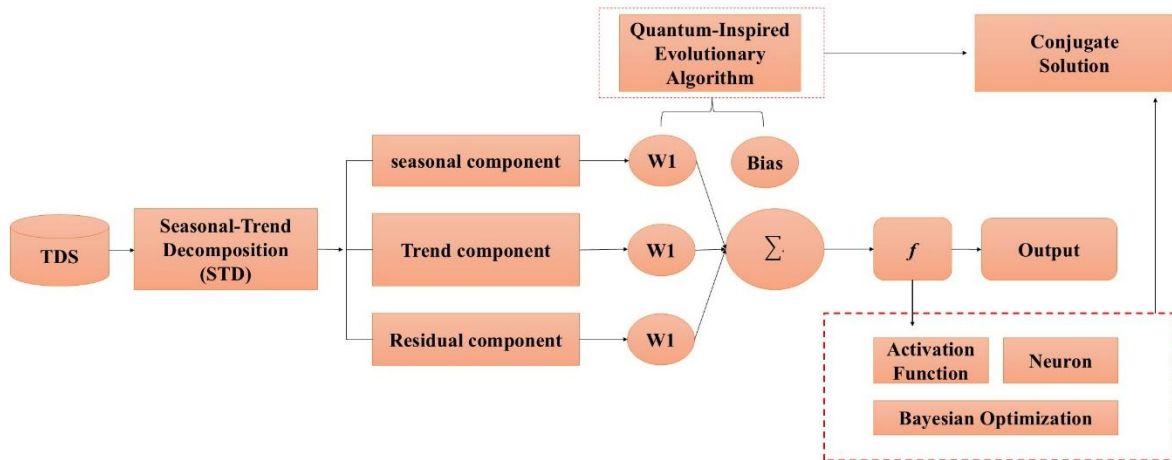 Quantum-Inspired
Evolutionary
Algorithm
Conjugate
Solution
seasonal component
W1
Bias
TDS
Seasonal-Trend
Decomposition
(STD)
Trend component
W1
∑.
f
Output
Residual component
W1
Activation
Function
Neuron
Bayesian Optimization